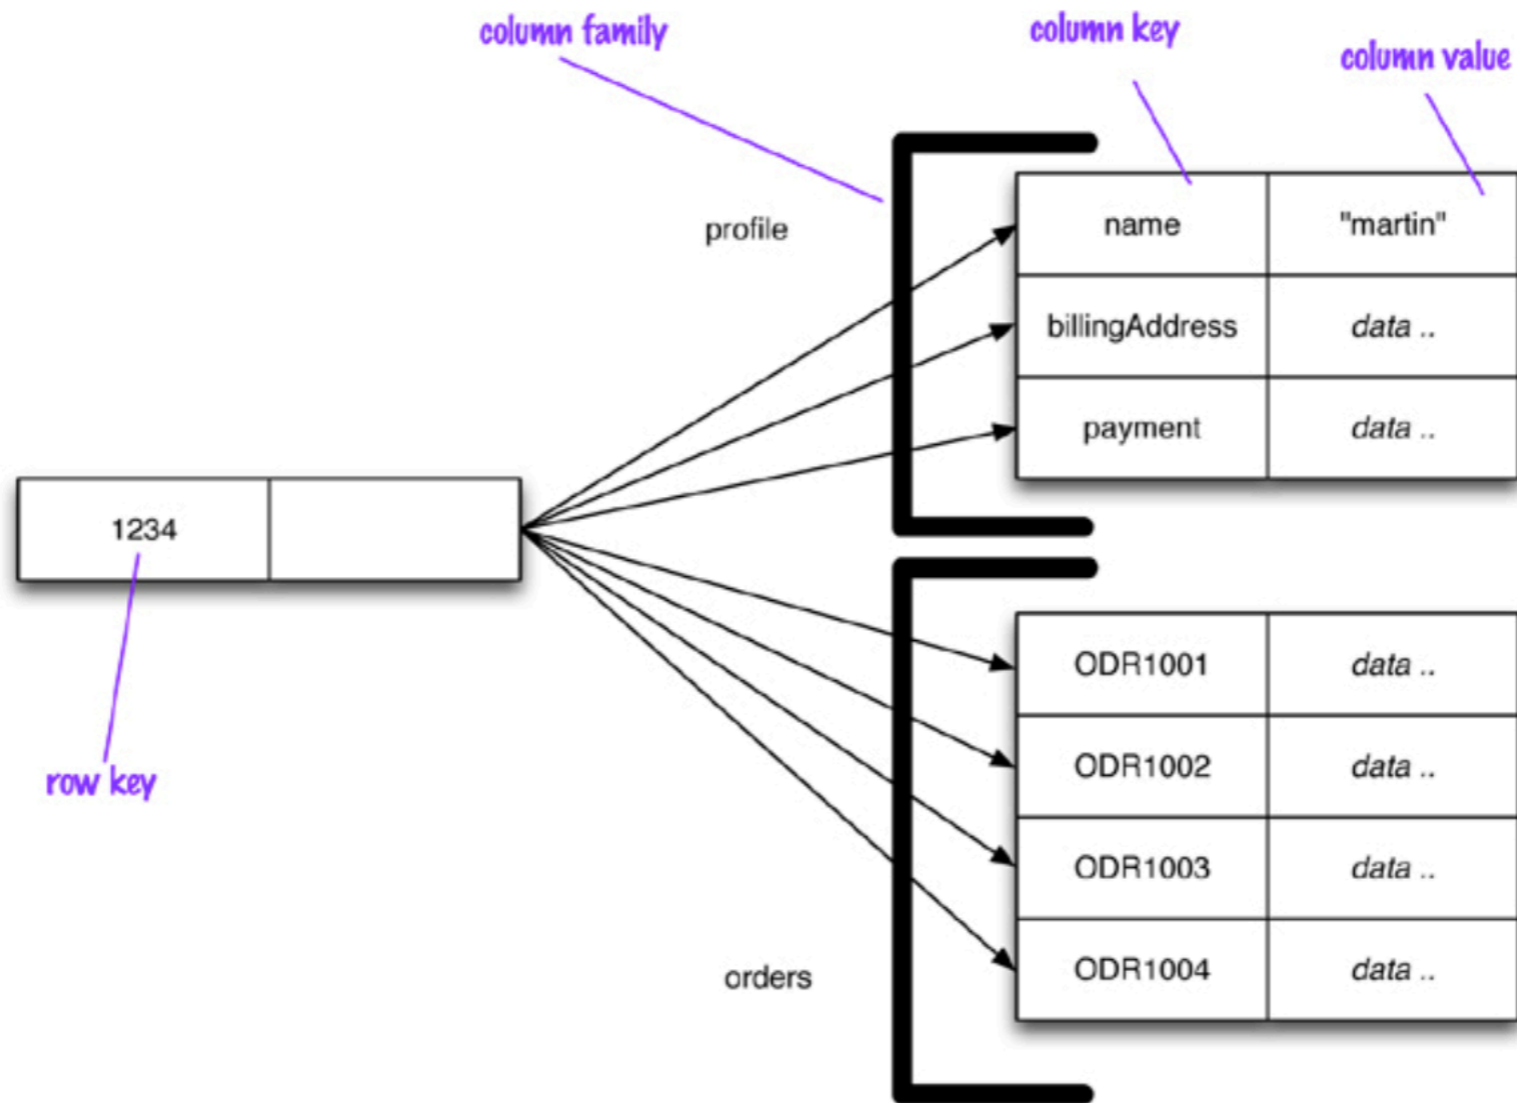 column family
column key
column value
profile
name
"martin"
billingAddress
data ..
payment
data ..
1234
row key
ODR1001
data ..
ODR1002
data ..
ODR1003
data ..
ODR1004
data ..
orders